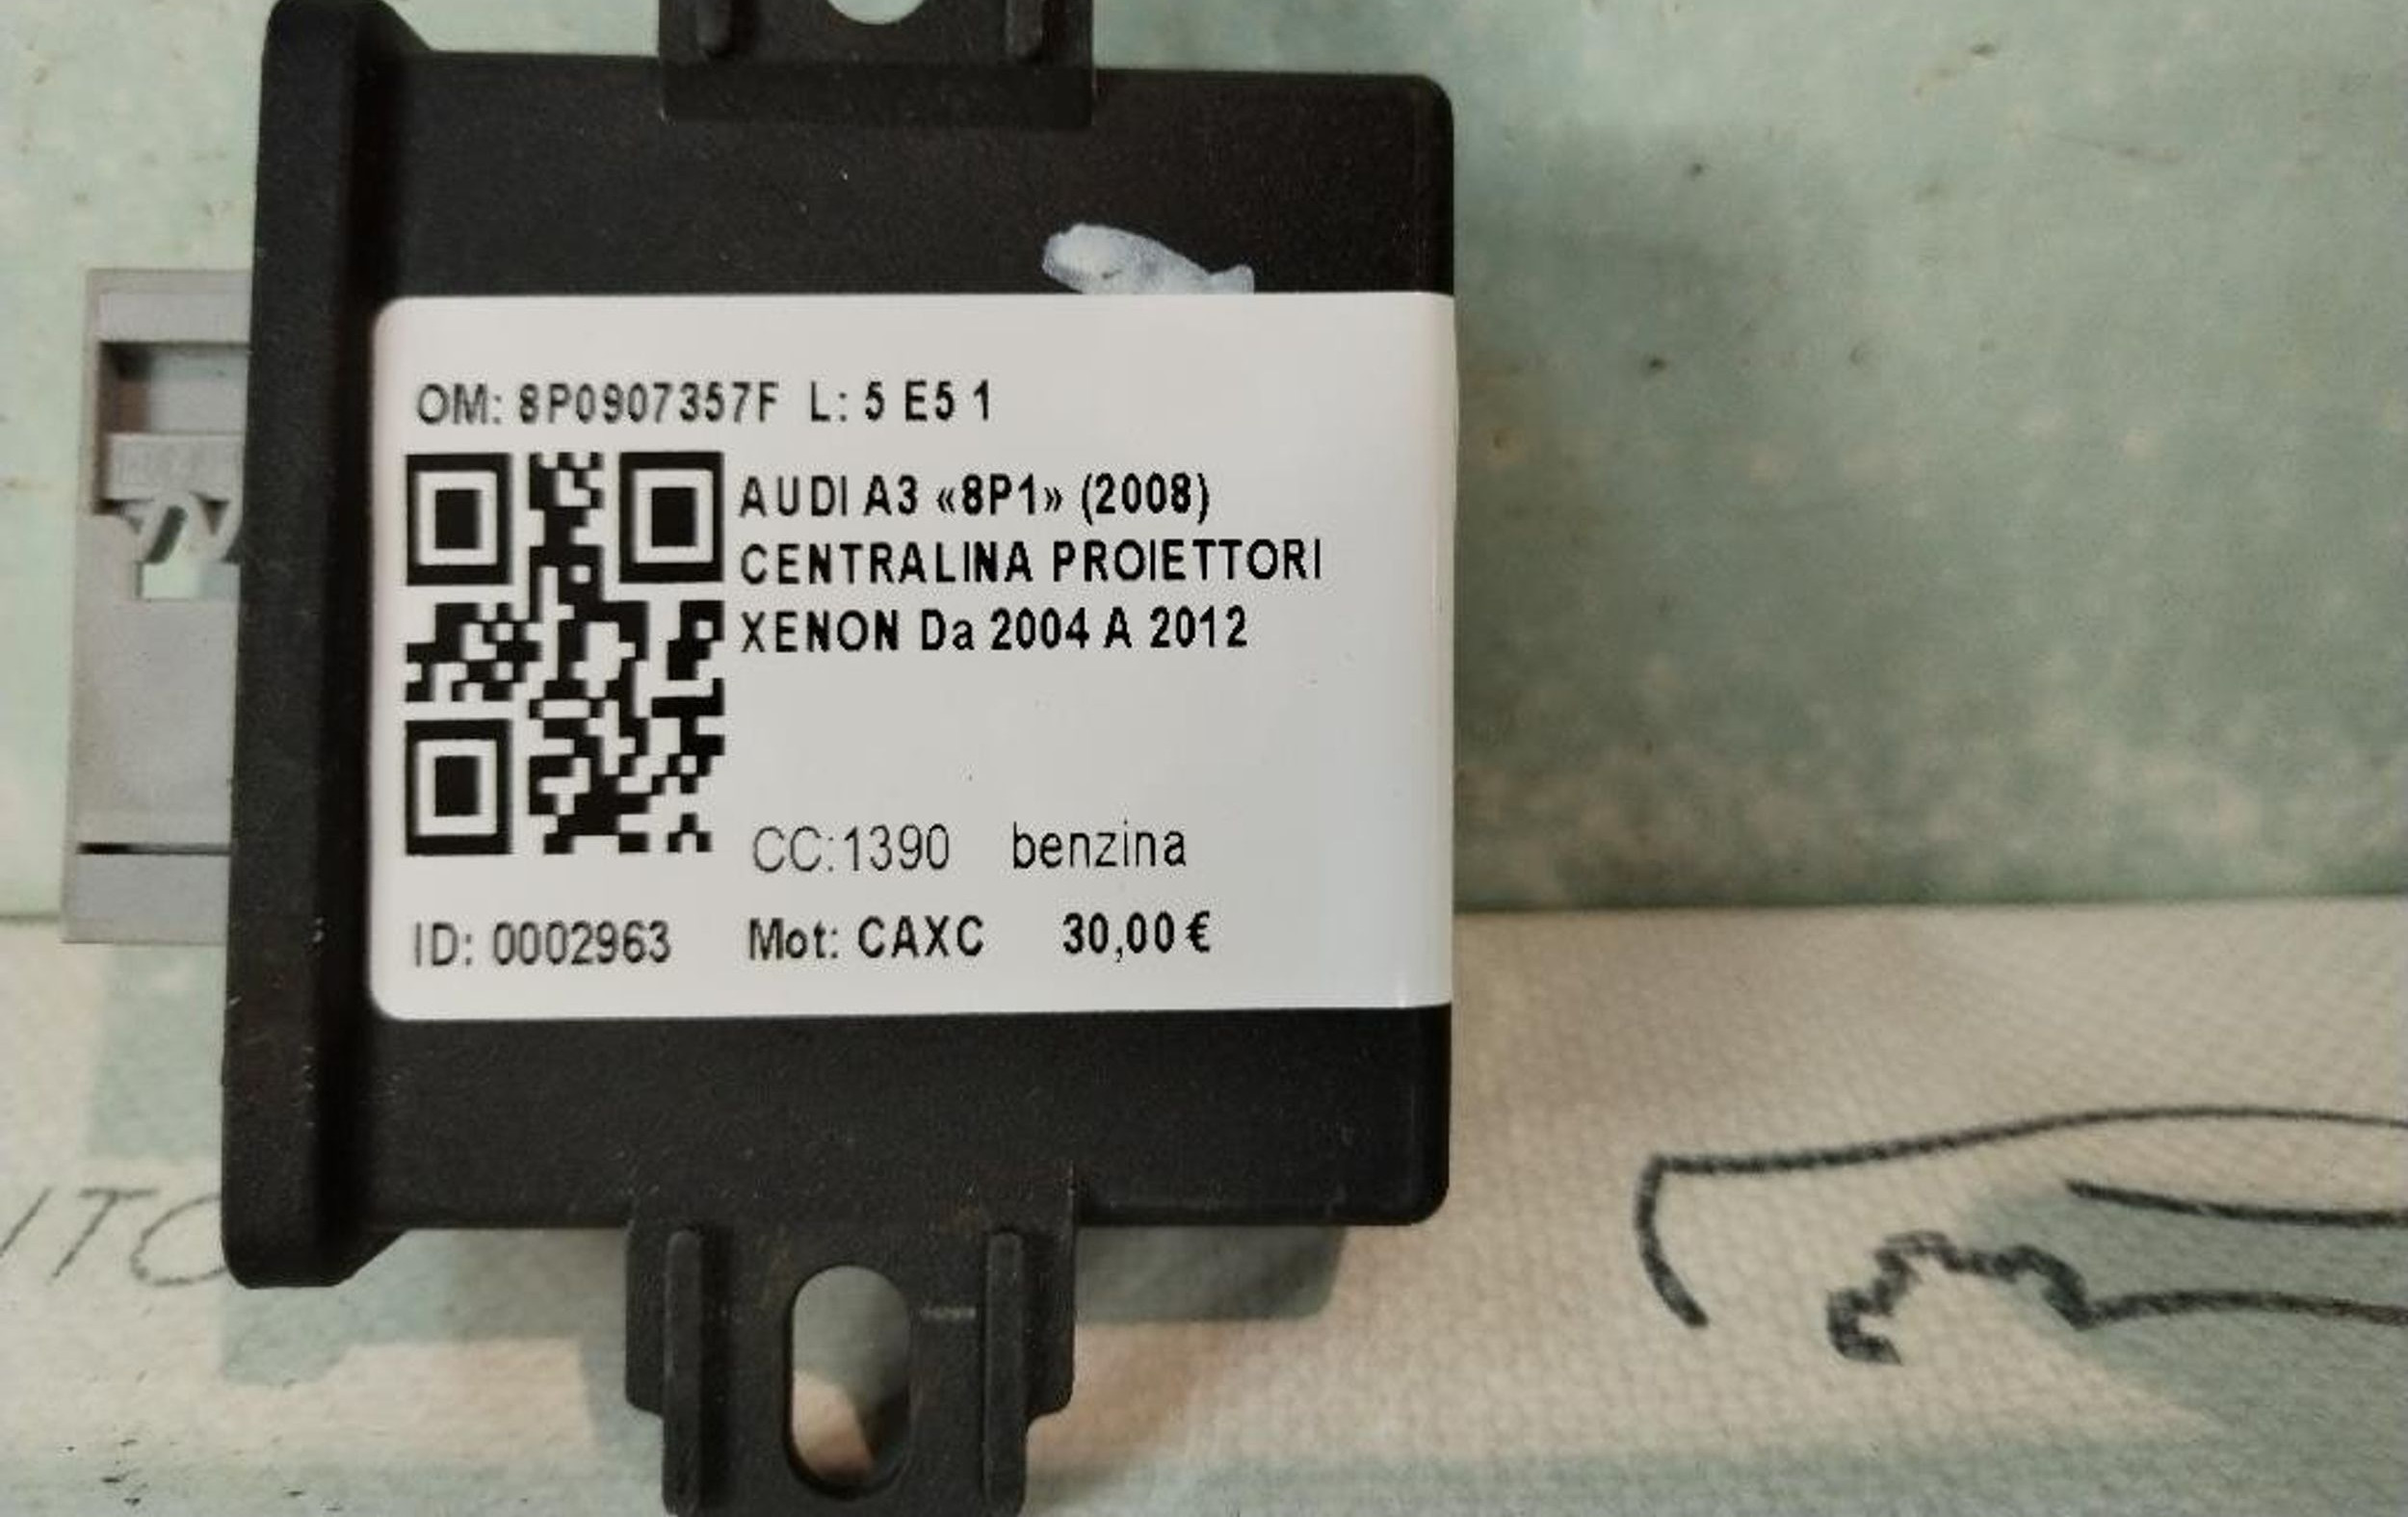 OM: 8P0907357F L: 5 E5 1
AUDI A3 «8P1» (2008)
CENTRALINA PROIETTORI
XENON Da 2004 A 2012
CC:1390 benzina
ID: 0002963 Mot: CAXC 30,00 €